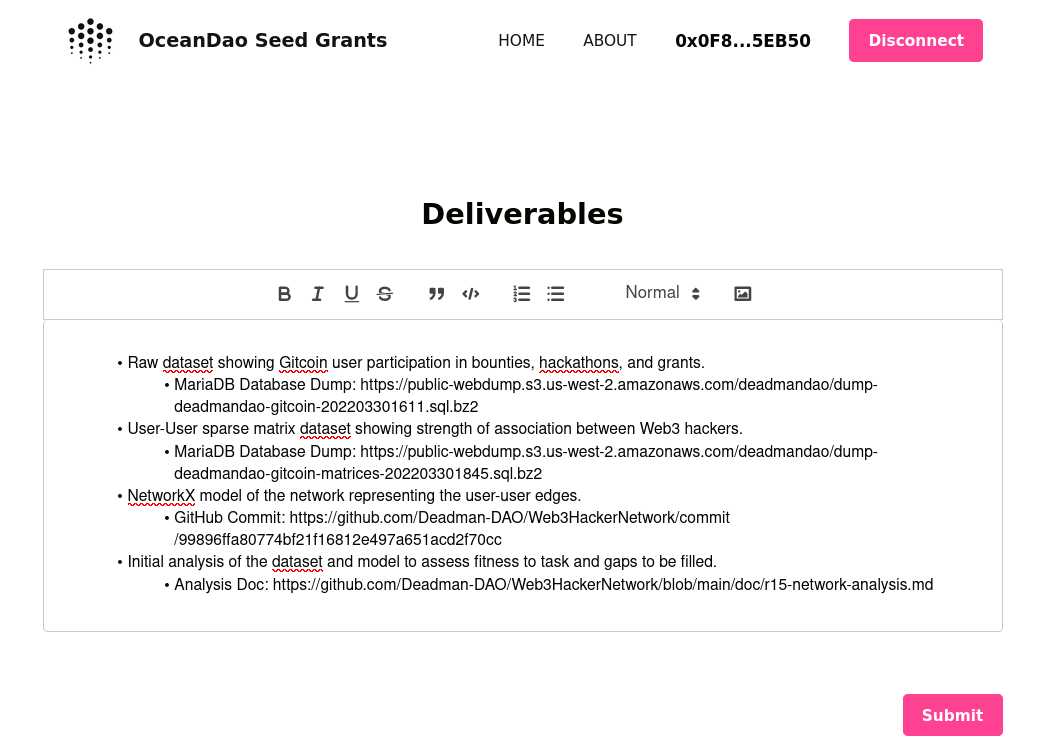 OceanDao Seed Grants
HOME ABOUT 0x0F8...5EB50 Disconnect
Deliverables
B I U S Normal
• Raw dataset showing Gitcoin user participation in bounties, hackathons, and grants.
• MariaDB Database Dump: https://public-webdump.s3.us-west-2.amazonaws.com/deadmandao/dump-
deadmandao-gitcoin-202203301611.sql.bz2
• User-User sparse matrix dataset showing strength of association between Web3 hackers.
• MariaDB Database Dump: https://public-webdump.s3.us-west-2.amazonaws.com/deadmandao/dump-
deadmandao-gitcoin-matrices-202203301845.sql.bz2
• NetworkX model of the network representing the user-user edges.
• GitHub Commit: https://github.com/Deadman-DAO/Web3HackerNetwork/commit
/99896ffa80774bf21f16812e497a651acd2f70cc
• Initial analysis of the dataset and model to assess fitness to task and gaps to be filled.
• Analysis Doc: https://github.com/Deadman-DAO/Web3HackerNetwork/blob/main/doc/r15-network-analysis.md
Submit